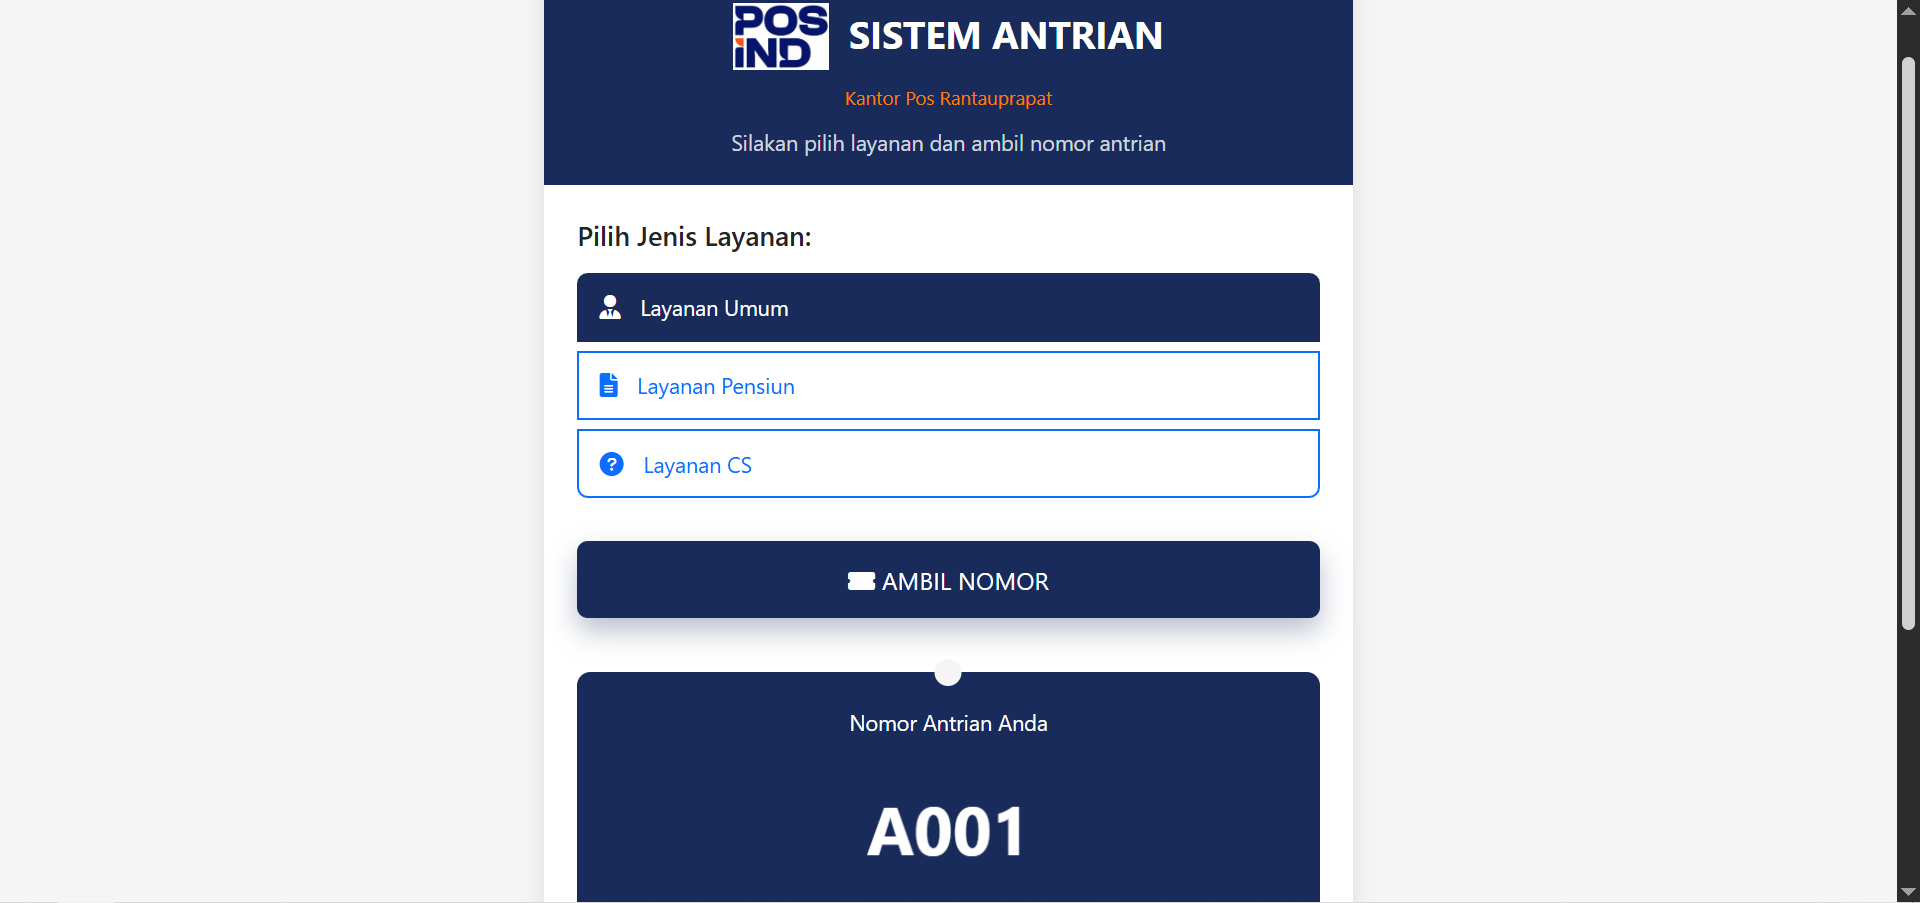 POS
IND
SISTEM ANTRIAN
Kantor Pos Rantauprapat
Silakan pilih layanan dan ambil nomor antrian
Pilih Jenis Layanan:
Layanan Umum
Layanan Pensiun
Layanan CS
AMBIL NOMOR
Nomor Antrian Anda
A001